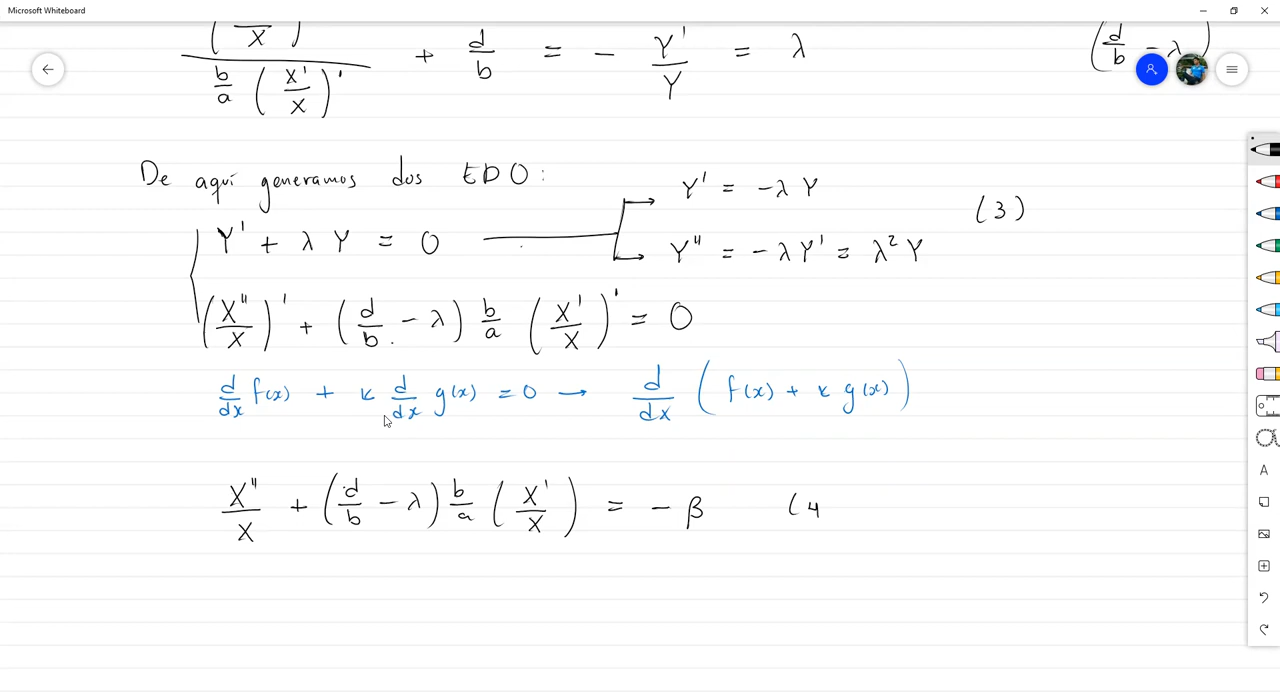 Microsoft Whiteboard
( / X )' / b/a ( X' / X )' + d/b = - Y'/Y = λ
( d/b - λ )
De aquí generamos dos EDO:
Y' = -λ Y
(3)
Y' + λ Y = 0
Y'' = -λ Y' = λ² Y
( X''/X )' + ( d/b - λ ) b/a ( X'/X )' = 0
d/dx f(x) + k d/dx g(x) = 0 → d/dx ( f(x) + k g(x) )
X''/X + ( d/b - λ ) b/a ( X'/X ) = - β (4
A